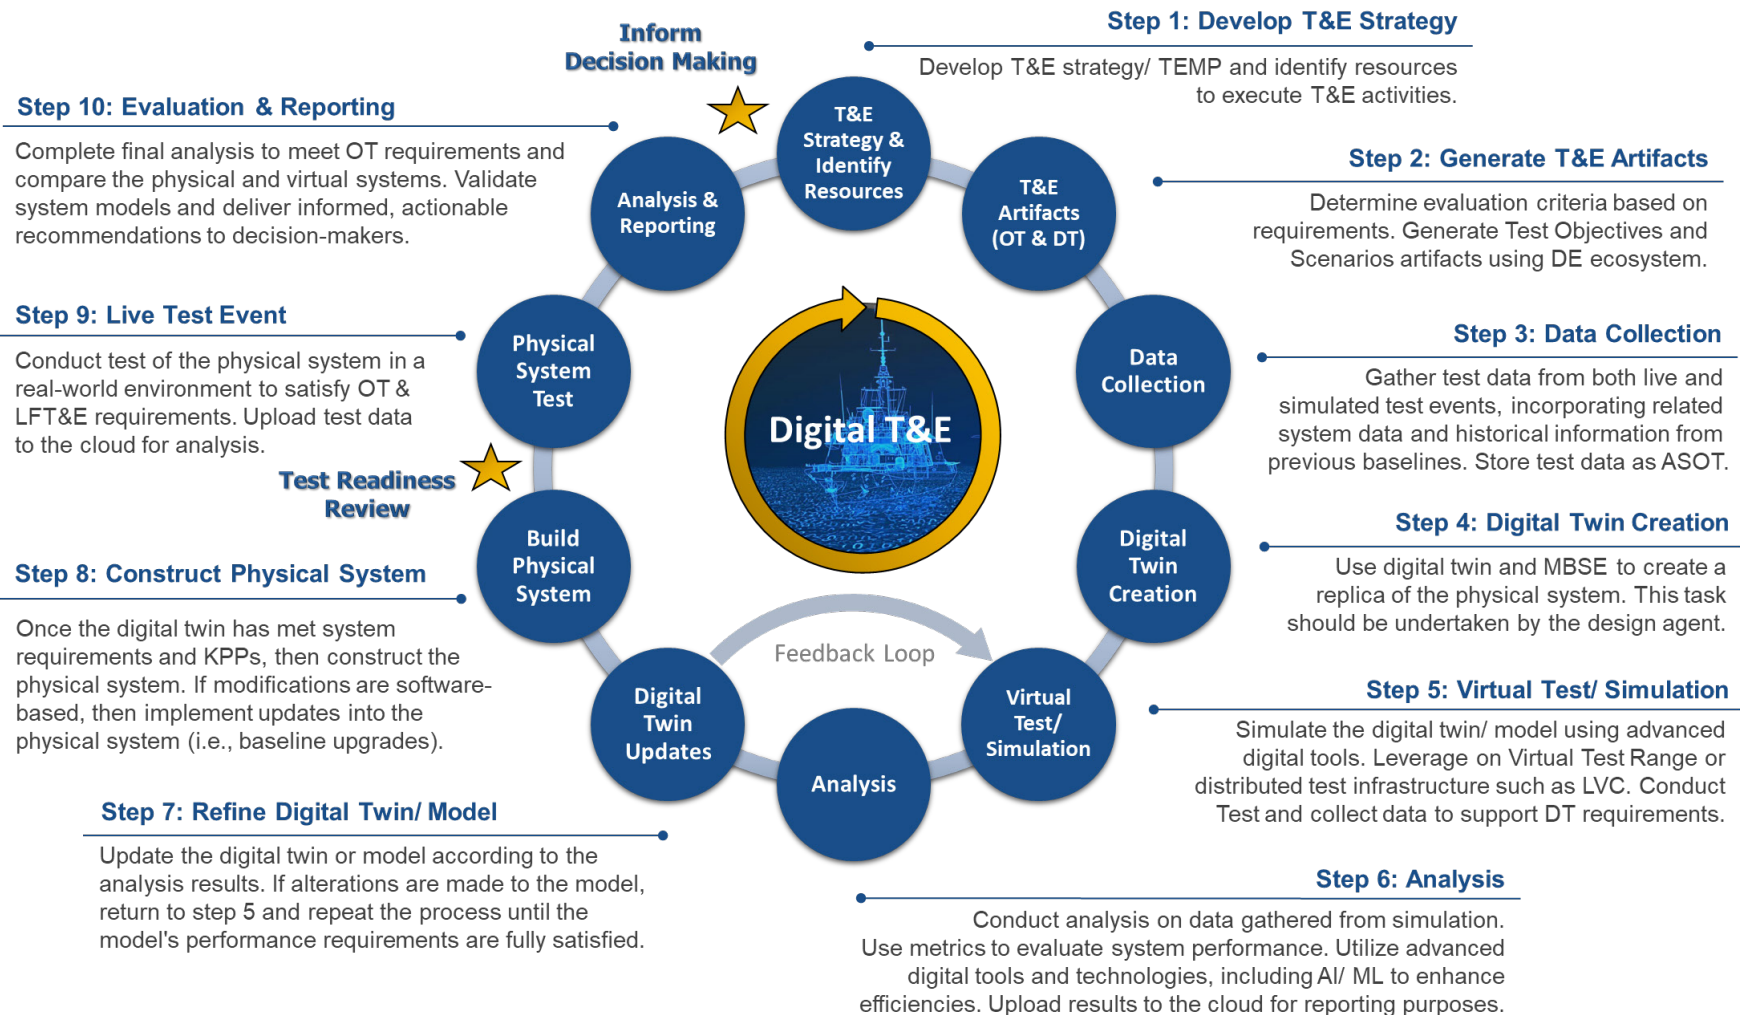 Inform
Decision Making
Step 1: Develop T&E Strategy
Develop T&E strategy/ TEMP and identify resources
to execute T&E activities.
Step 2: Generate T&E Artifacts
Determine evaluation criteria based on
requirements. Generate Test Objectives and
Scenarios artifacts using DE ecosystem.
Step 3: Data Collection
Gather test data from both live and
simulated test events, incorporating related
system data and historical information from
previous baselines. Store test data as ASOT.
Step 4: Digital Twin Creation
Use digital twin and MBSE to create a
replica of the physical system. This task
should be undertaken by the design agent.
Step 5: Virtual Test/ Simulation
Simulate the digital twin/ model using advanced
digital tools. Leverage on Virtual Test Range or
distributed test infrastructure such as LVC. Conduct
Test and collect data to support DT requirements.
Step 6: Analysis
Conduct analysis on data gathered from simulation.
Use metrics to evaluate system performance. Utilize advanced
digital tools and technologies, including AI/ ML to enhance
efficiencies. Upload results to the cloud for reporting purposes.
Step 7: Refine Digital Twin/ Model
Update the digital twin or model according to the
analysis results. If alterations are made to the model,
return to step 5 and repeat the process until the
model's performance requirements are fully satisfied.
Step 8: Construct Physical System
Once the digital twin has met system
requirements and KPPs, then construct the
physical system. If modifications are software-
based, then implement updates into the
physical system (i.e., baseline upgrades).
Test Readiness
Review
Step 9: Live Test Event
Conduct test of the physical system in a
real-world environment to satisfy OT &
LFT&E requirements. Upload test data
to the cloud for analysis.
Step 10: Evaluation & Reporting
Complete final analysis to meet OT requirements and
compare the physical and virtual systems. Validate
system models and deliver informed, actionable
recommendations to decision-makers.
T&E
Strategy &
Identify
Resources
T&E
Artifacts
(OT & DT)
Data
Collection
Digital
Twin
Creation
Virtual
Test/
Simulation
Analysis
Digital
Twin
Updates
Build
Physical
System
Physical
System
Test
Analysis &
Reporting
Digital T&E
Feedback Loop